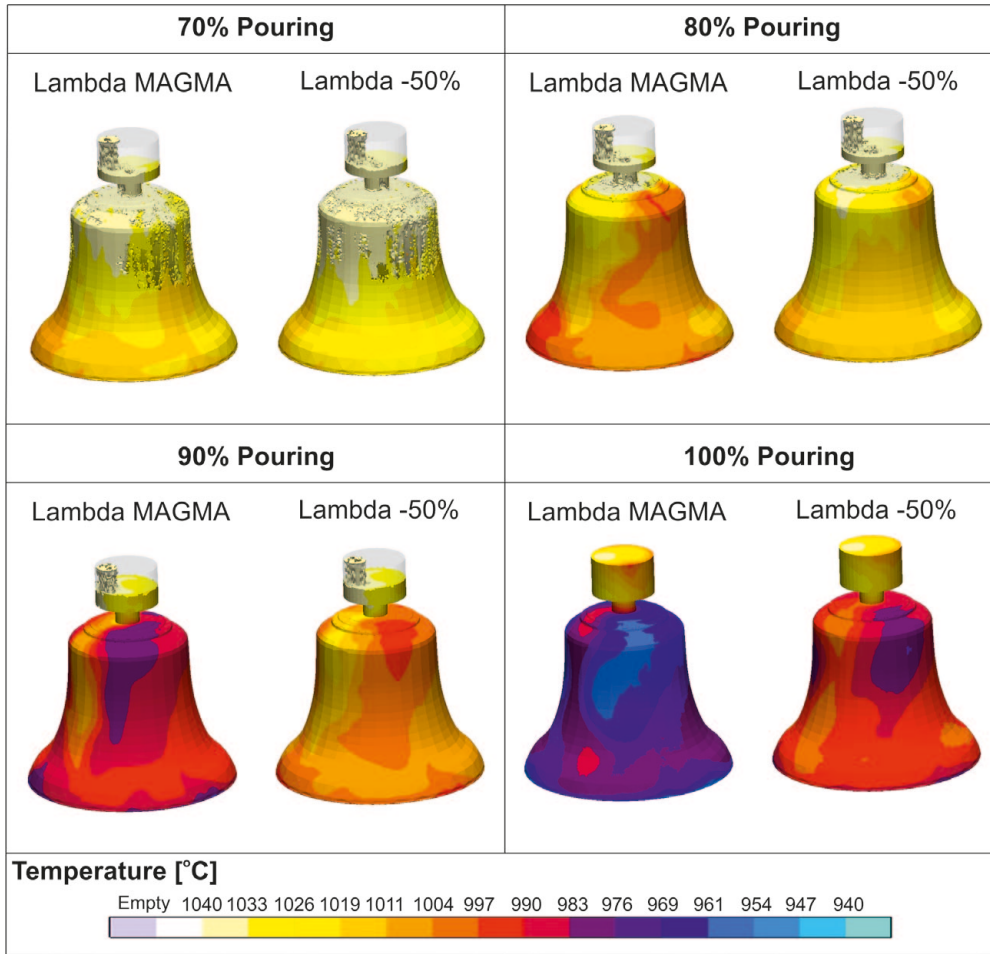 70% Pouring
80% Pouring
Lambda MAGMA
Lambda -50%
Lambda MAGMA
Lambda -50%
90% Pouring
100% Pouring
Lambda MAGMA
Lambda -50%
Lambda MAGMA
Lambda -50%
Temperature [°C]
Empty 1040 1033 1026 1019 1011 1004 997 990 983 976 969 961 954 947 940